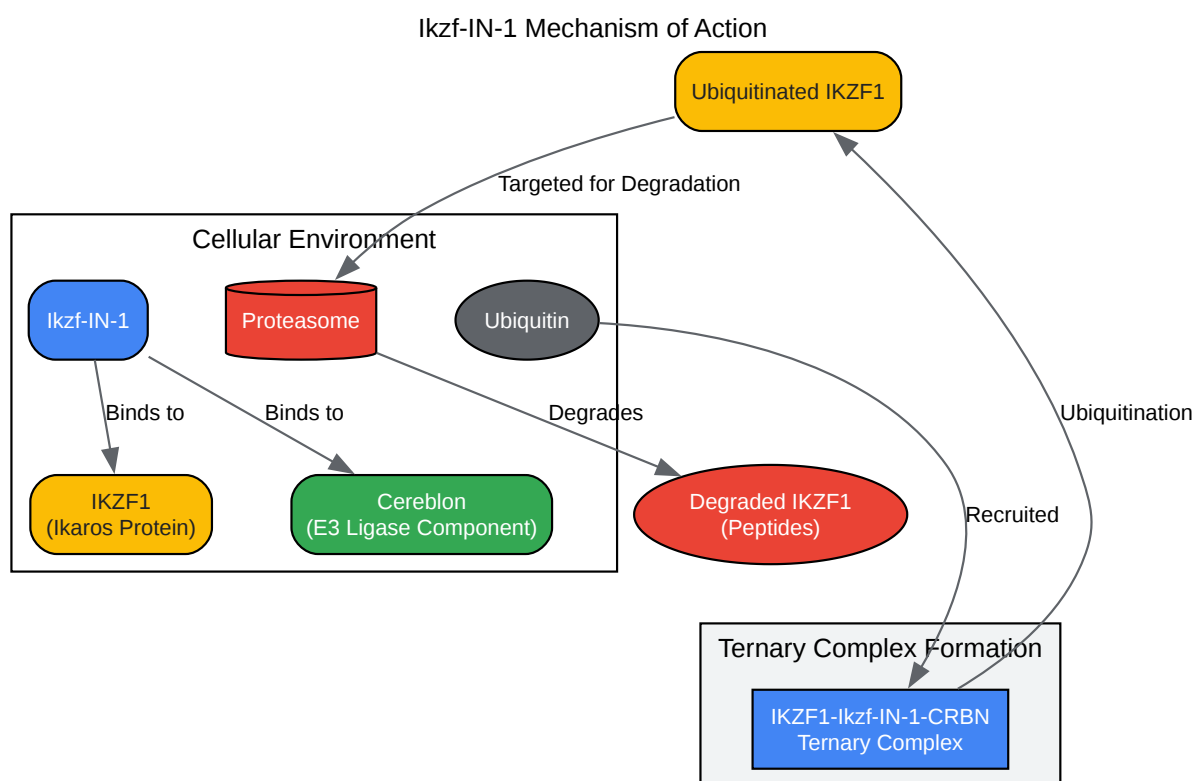 Ikzf-IN-1 Mechanism of Action
Ubiquitinated IKZF1
Targeted for Degradation
Cellular Environment
Ikzf-IN-1
Proteasome
Ubiquitin
Binds to
Binds to
Degrades
Ubiquitination
IKZF1
(Ikaros Protein)
Cereblon
(E3 Ligase Component)
Degraded IKZF1
(Peptides)
Recruited
Ternary Complex Formation
IKZF1-Ikzf-IN-1-CRBN
Ternary Complex